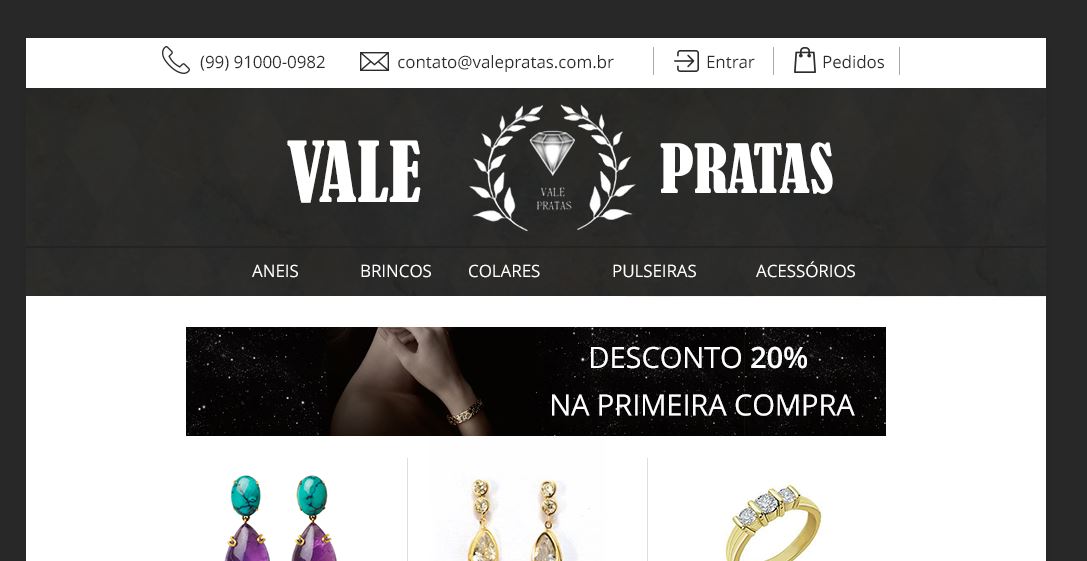 (99) 91000-0982 contato@valepratas.com.br Entrar Pedidos
VALE
VALE
PRATAS
PRATAS
ANEIS BRINCOS COLARES PULSEIRAS ACESSÓRIOS
DESCONTO 20%
NA PRIMEIRA COMPRA